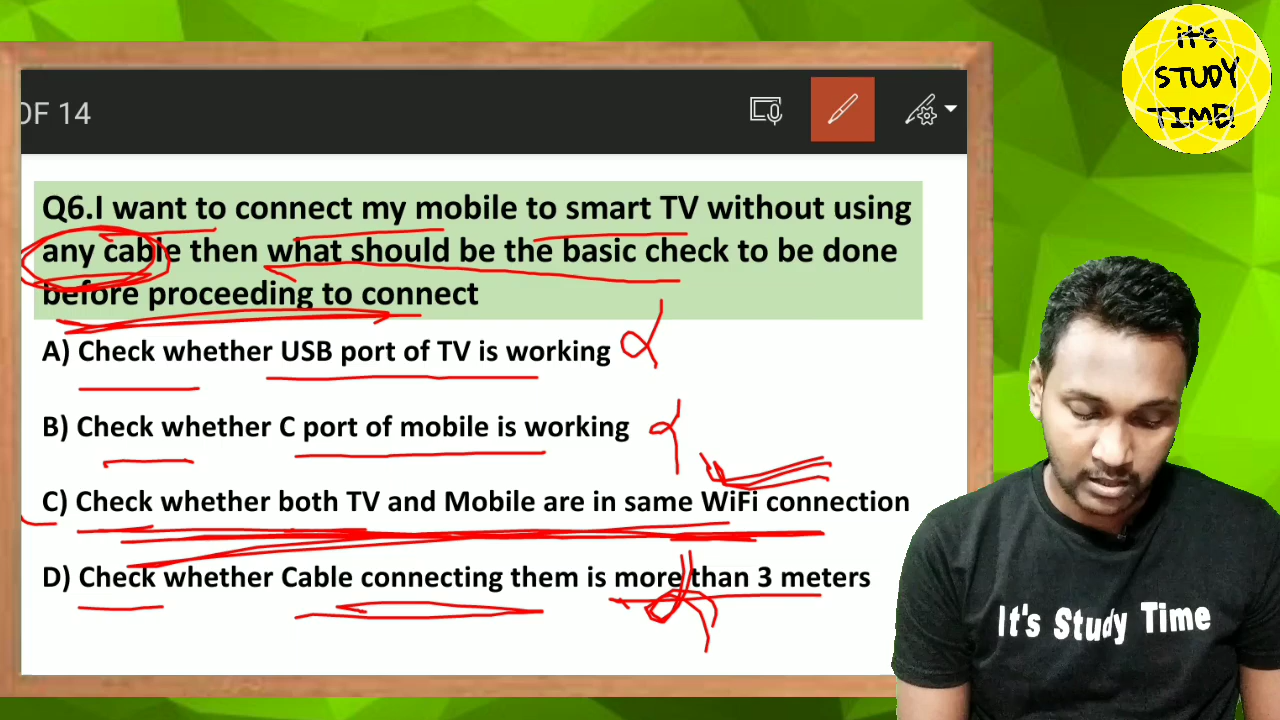 OF 14
it's
STUDY
TIME!
Q6.I want to connect my mobile to smart TV without using
any cable then what should be the basic check to be done
before proceeding to connect
A) Check whether USB port of TV is working
B) Check whether C port of mobile is working
C) Check whether both TV and Mobile are in same WiFi connection
D) Check whether Cable connecting them is more than 3 meters
It's Study Time